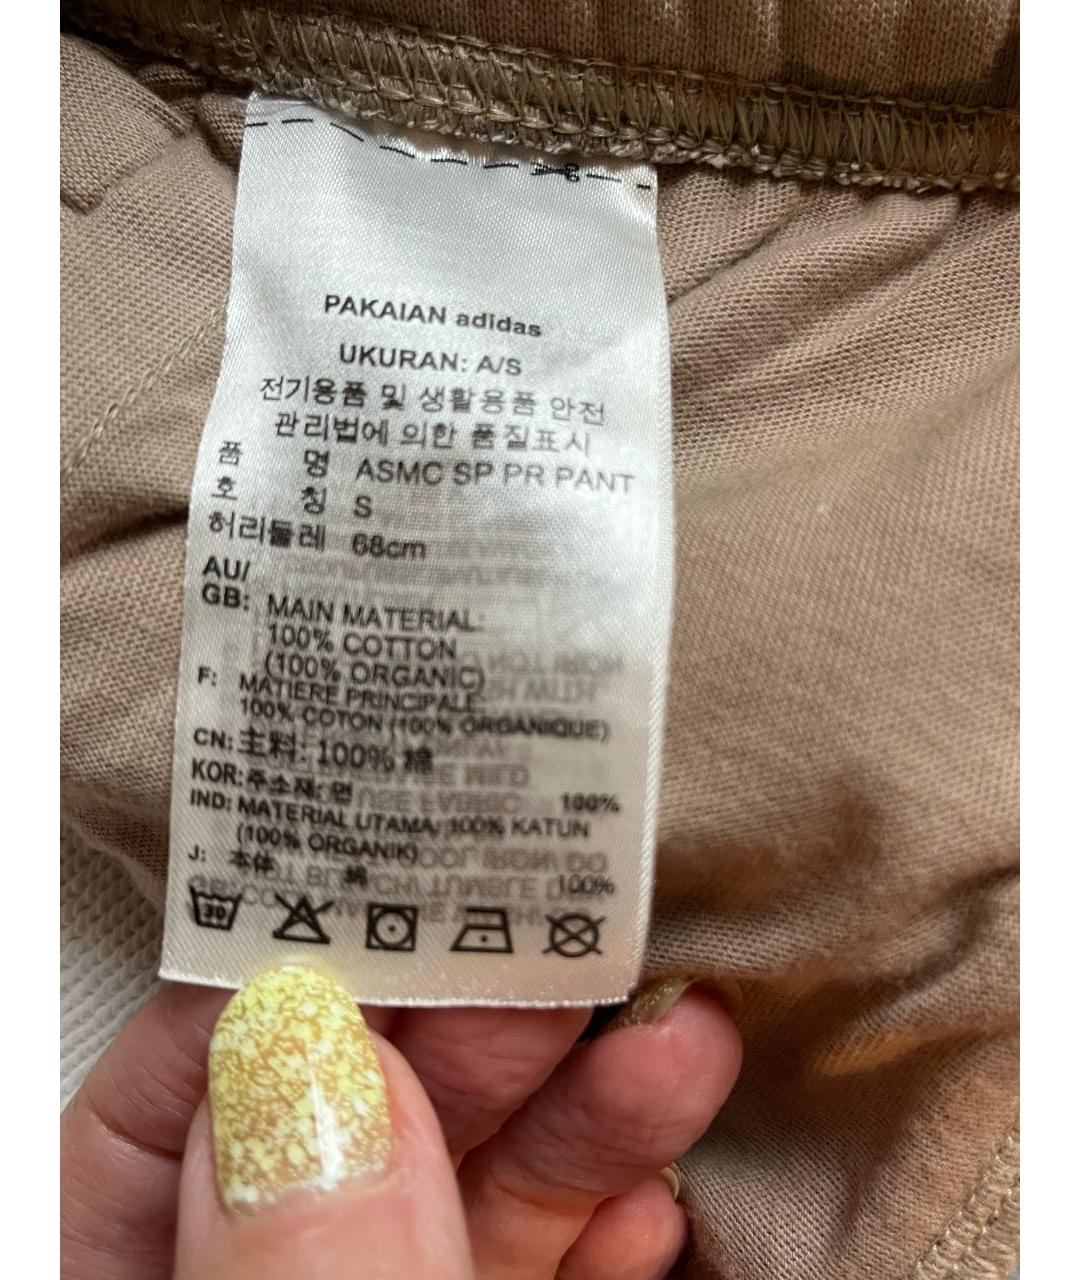 PAKAIAN adidas
UKURAN: A/S
전기용품 및 생활용품 안전
관리법에 의한 품질표시
품 명 ASMC SP PR PANT
호 칭 S
허리둘레 68cm
AU/
GB: MAIN MATERIAL:
100% COTTON
(100% ORGANIC)
F: MATIERE PRINCIPALE:
100% COTON (100% ORGANIQUE)
CN: 主料: 100% 棉
KOR: 주소재: 면 100%
IND: MATERIAL UTAMA: 100% KATUN
(100% ORGANIK)
J: 本体 綿 100%
30